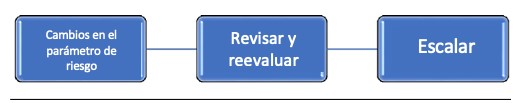 Cambios en el
parámetro de
riesgo
Revisar y
reevaluar
Escalar